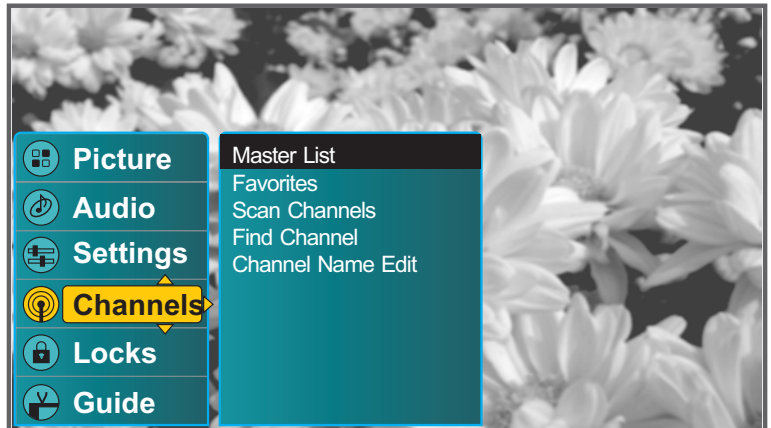 Picture
Audio
Settings
Channels
Locks
Guide
Master List
Favorites
Scan Channels
Find Channel
Channel Name Edit